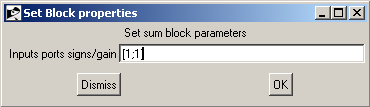 Set Block properties
Set sum block parameters
Inputs ports signs/gain [1;1]
Dismiss OK